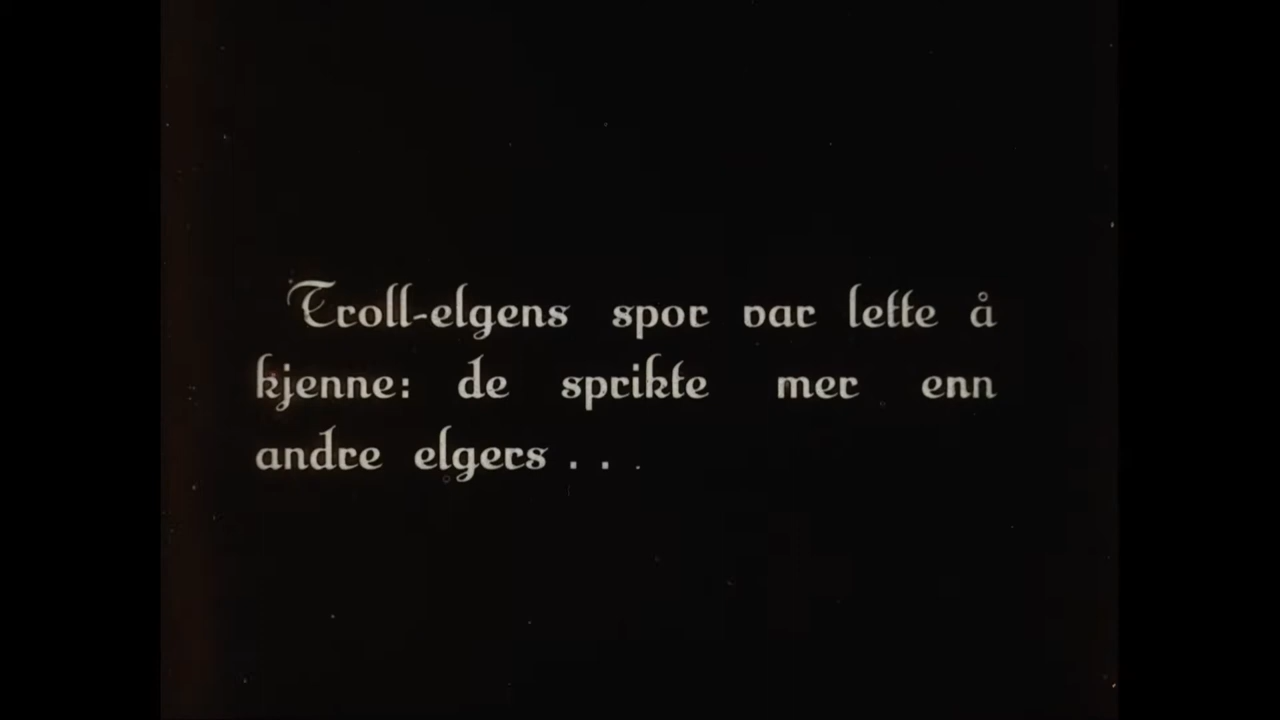 Troll-elgens spor var lette å
kjenne: de sprikte mer enn
andre elgers . . .